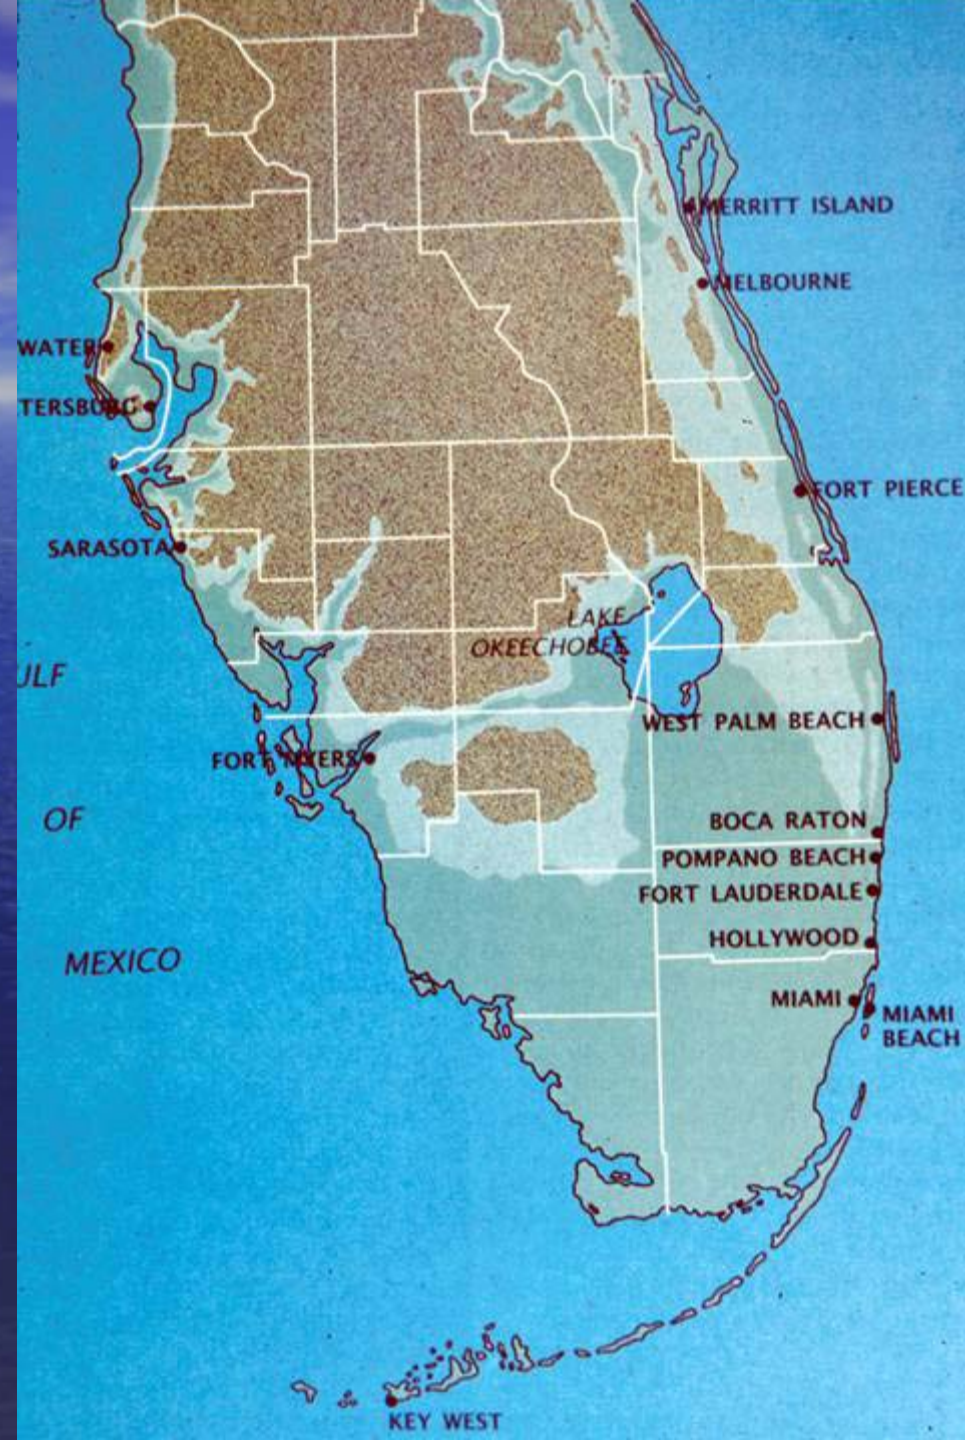 MERRITT ISLAND
MELBOURNE
WATER
TERSBURG
FORT PIERCE
SARASOTA
LAKE
OKEECHOBEE
ULF
WEST PALM BEACH
FORT MYERS
OF
BOCA RATON
POMPANO BEACH
FORT LAUDERDALE
HOLLYWOOD
MEXICO
MIAMI
MIAMI
BEACH
KEY WEST